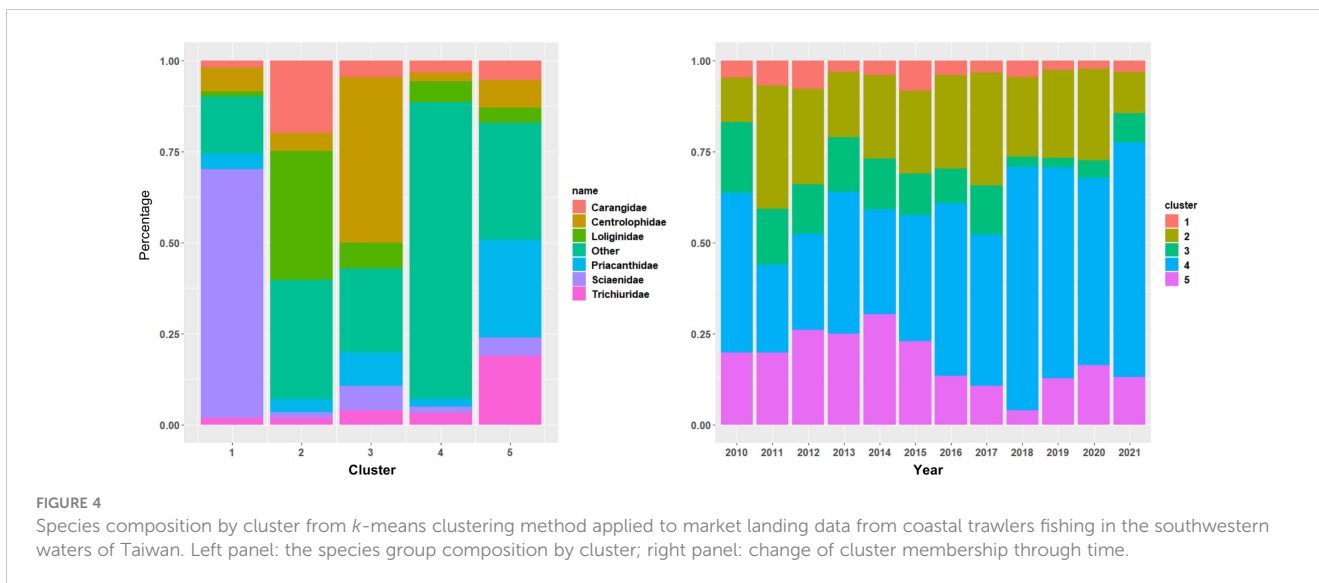 1.00
0.75
0.50
0.25
0.00
Percentage
1 2 3 4 5
Cluster
name
Carangidae
Centrolophidae
Loliginidae
Other
Priacanthidae
Sciaenidae
Trichiuridae
1.00
0.75
0.50
0.25
0.00
2010 2011 2012 2013 2014 2015 2016 2017 2018 2019 2020 2021
Year
cluster
1
2
3
4
5
FIGURE 4
Species composition by cluster from k-means clustering method applied to market landing data from coastal trawlers fishing in the southwestern
waters of Taiwan. Left panel: the species group composition by cluster; right panel: change of cluster membership through time.